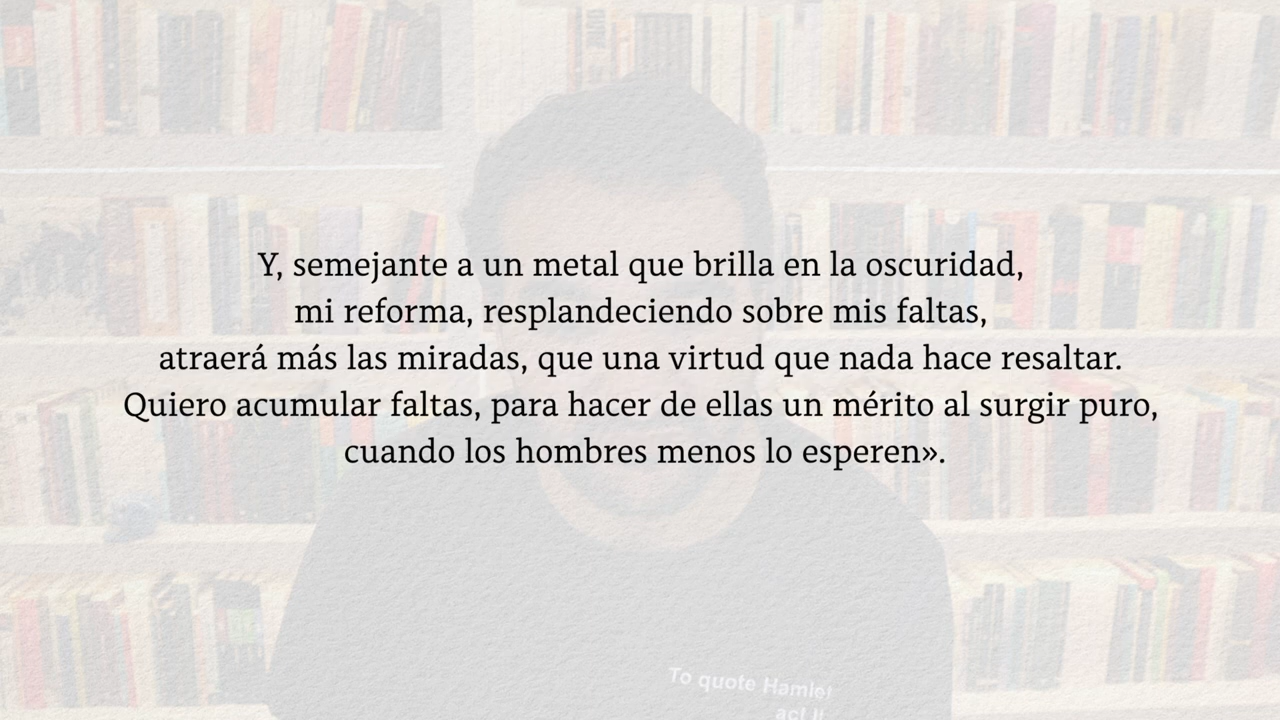 Y, semejante a un metal que brilla en la oscuridad,
mi reforma, resplandeciendo sobre mis faltas,
atraerá más las miradas, que una virtud que nada hace resaltar.
Quiero acumular faltas, para hacer de ellas un mérito al surgir puro,
cuando los hombres menos lo esperen».
To quote Hamlet
act II